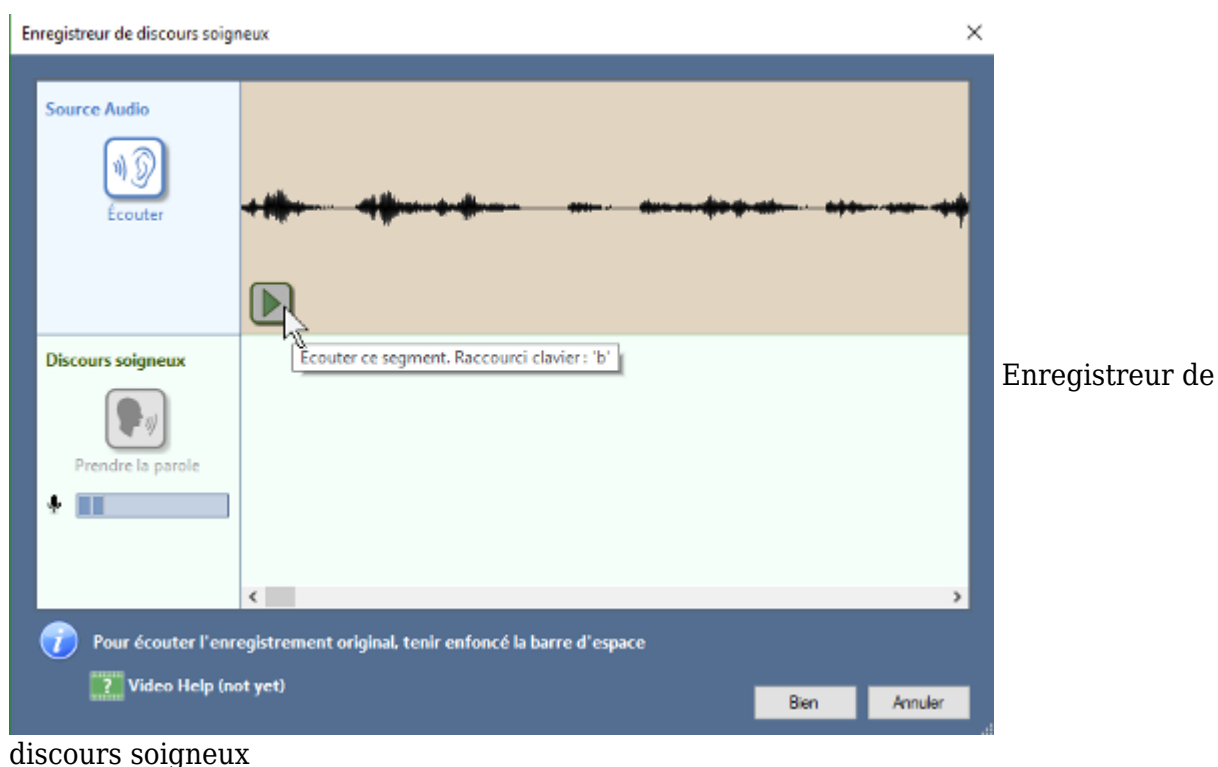 Enregistreur de discours soigneux
Source Audio
Écouter
Ecouter ce segment. Raccourci clavier : 'b'
Discours soigneux
Prendre la parole
Pour écouter l'enregistrement original, tenir enfoncé la barre d'espace
? Video Help (not yet)
Bien
Annuler
Enregistreur de
discours soigneux